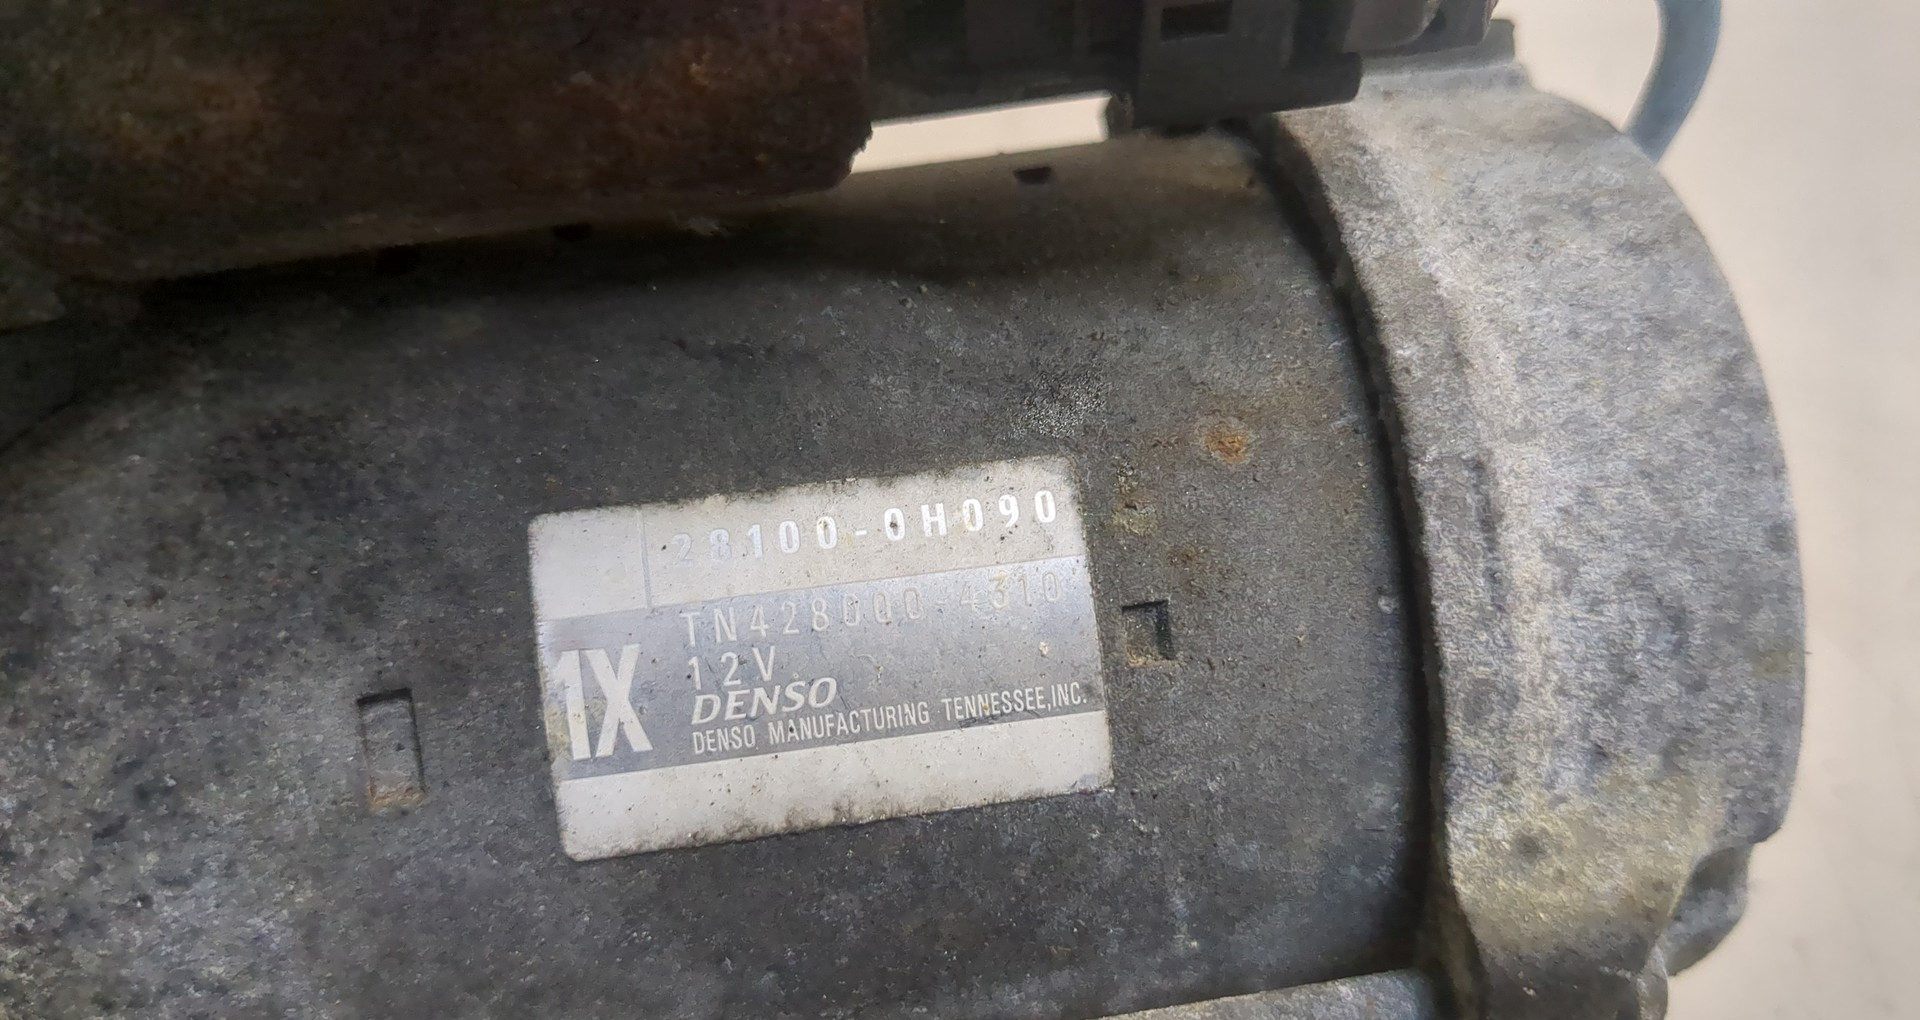 28100-0H090
TN428000-4310
1X
12V
DENSO
DENSO MANUFACTURING TENNESSEE,INC.